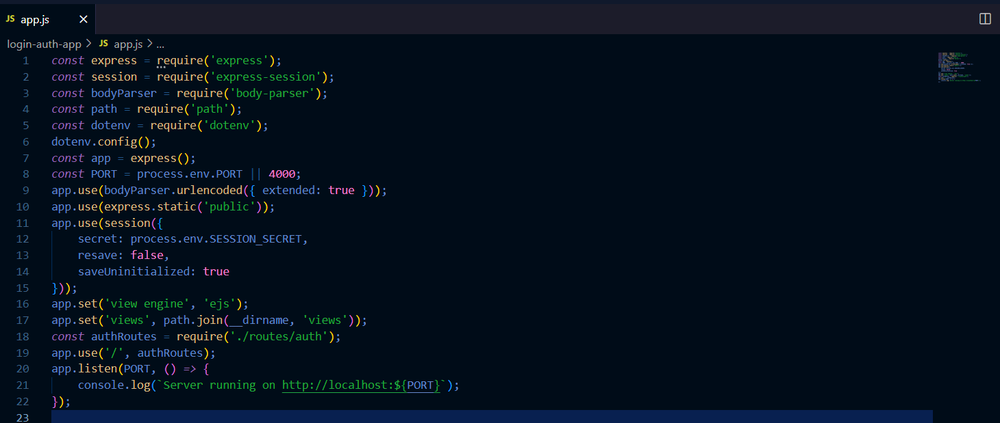 JS app.js ×
login-auth-app > JS app.js > ...
1 const express = require('express');
2 const session = require('express-session');
3 const bodyParser = require('body-parser');
4 const path = require('path');
5 const dotenv = require('dotenv');
6 dotenv.config();
7 const app = express();
8 const PORT = process.env.PORT || 4000;
9 app.use(bodyParser.urlencoded({ extended: true }));
10 app.use(express.static('public'));
11 app.use(session({
12     secret: process.env.SESSION_SECRET,
13     resave: false,
14     saveUninitialized: true
15 }));
16 app.set('view engine', 'ejs');
17 app.set('views', path.join(__dirname, 'views'));
18 const authRoutes = require('./routes/auth');
19 app.use('/', authRoutes);
20 app.listen(PORT, () => {
21     console.log(`Server running on http://localhost:${PORT}`);
22 });
23